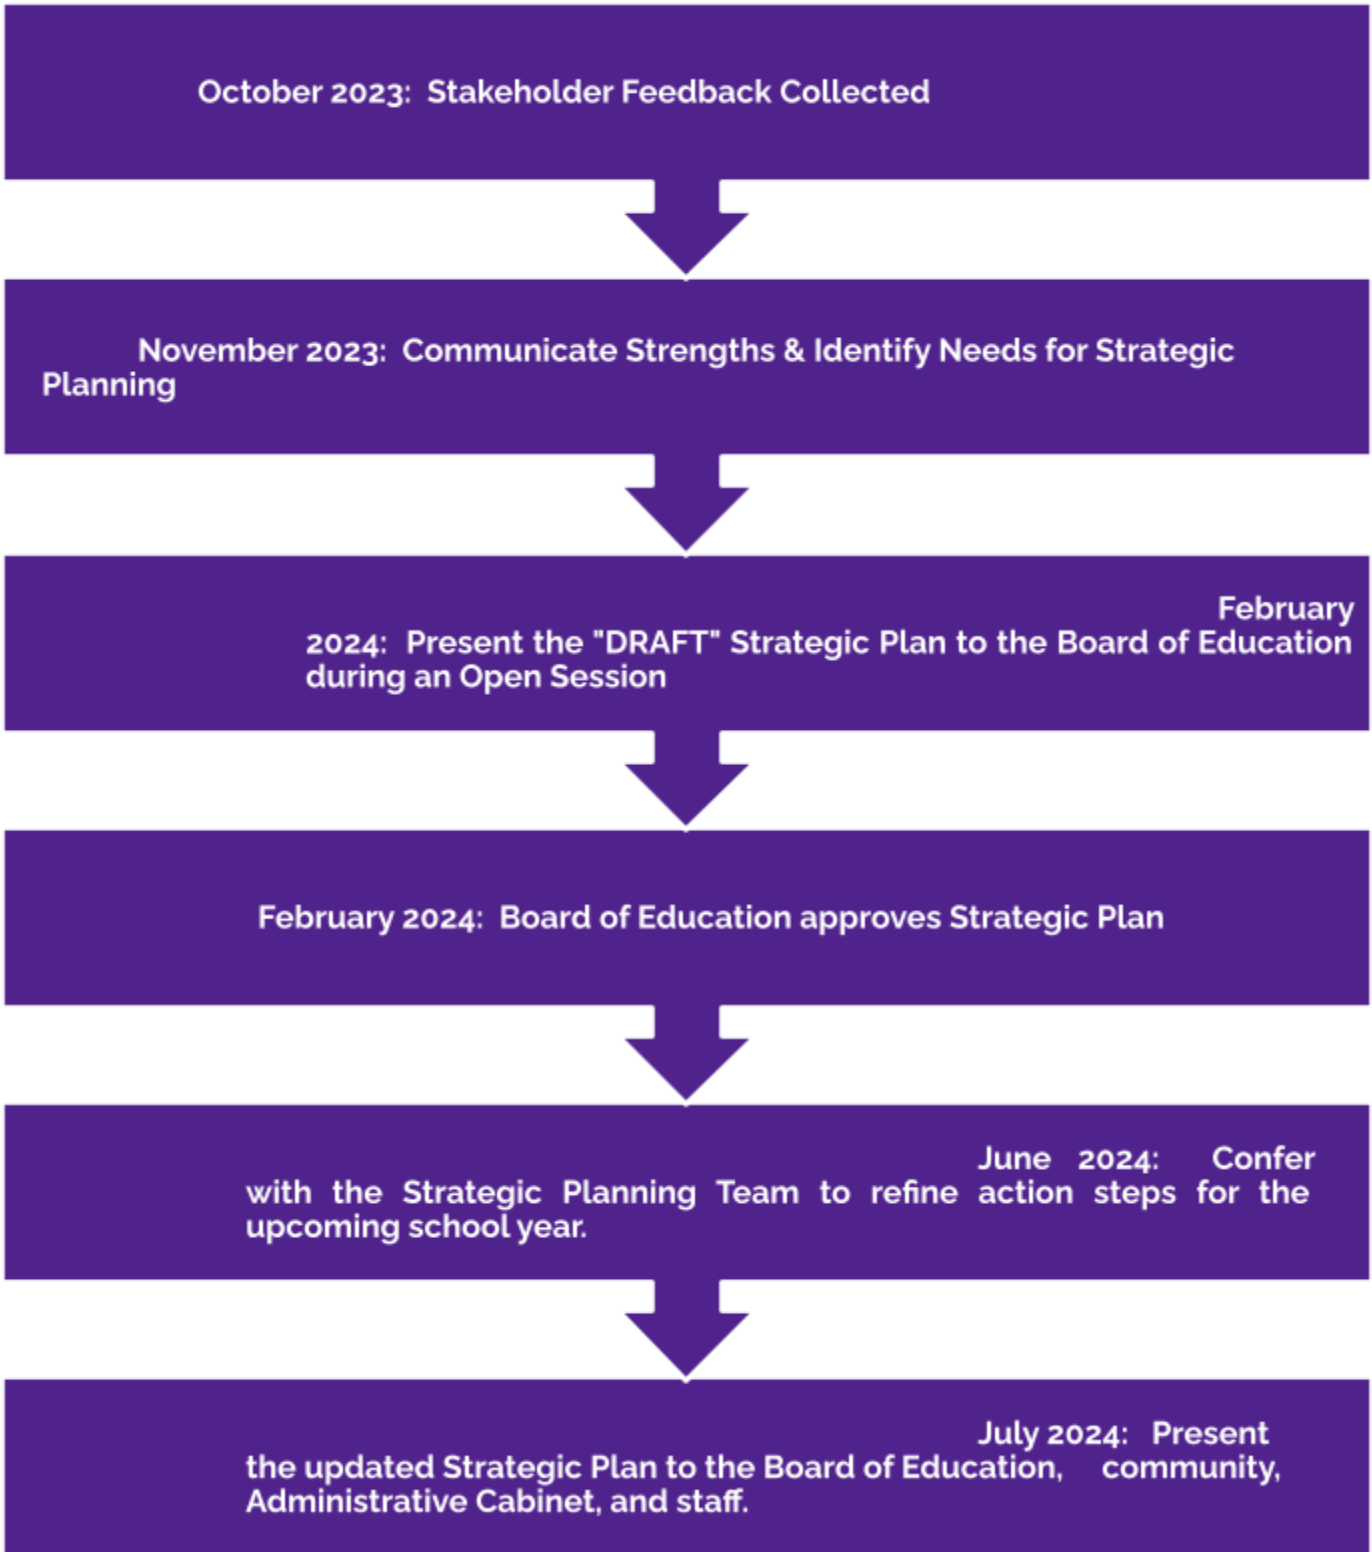 October 2023: Stakeholder Feedback Collected
November 2023: Communicate Strengths & Identify Needs for Strategic
Planning
February
2024: Present the "DRAFT" Strategic Plan to the Board of Education
during an Open Session
February 2024: Board of Education approves Strategic Plan
June 2024: Confer
with the Strategic Planning Team to refine action steps for the
upcoming school year.
July 2024: Present
the updated Strategic Plan to the Board of Education, community,
Administrative Cabinet, and staff.